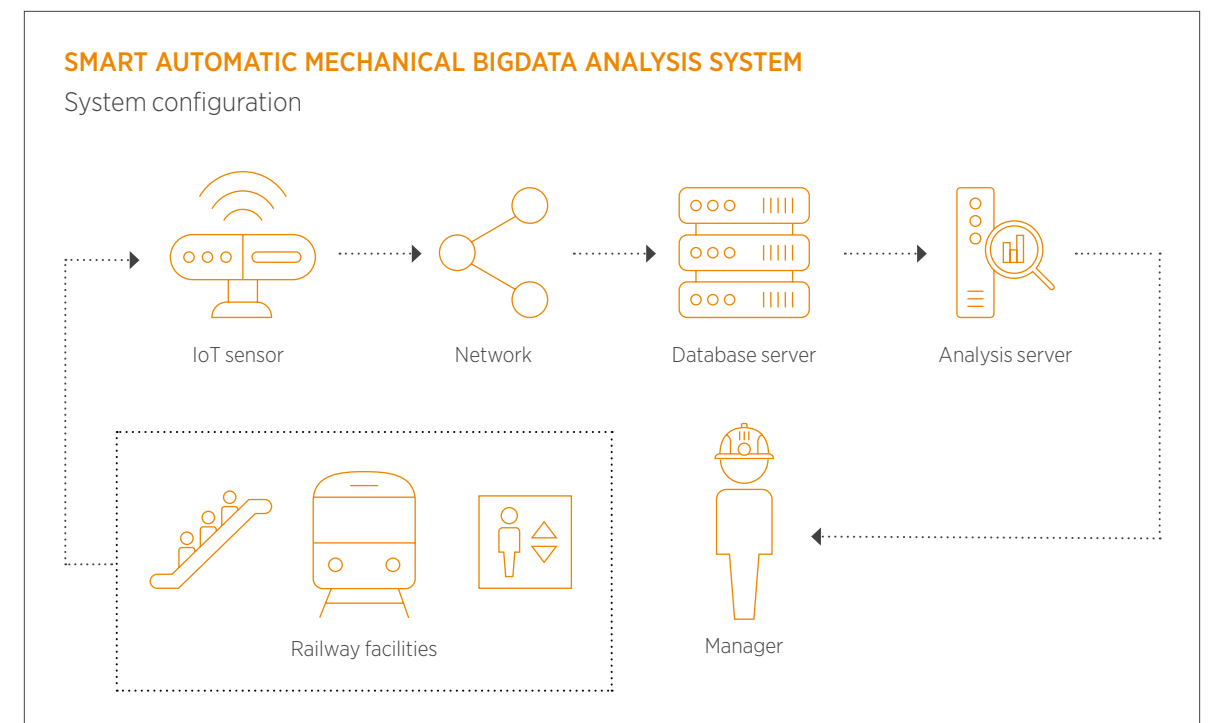 SMART AUTOMATIC MECHANICAL BIGDATA ANALYSIS SYSTEM
System configuration
IoT sensor
Network
Database server
Analysis server
Railway facilities
Manager